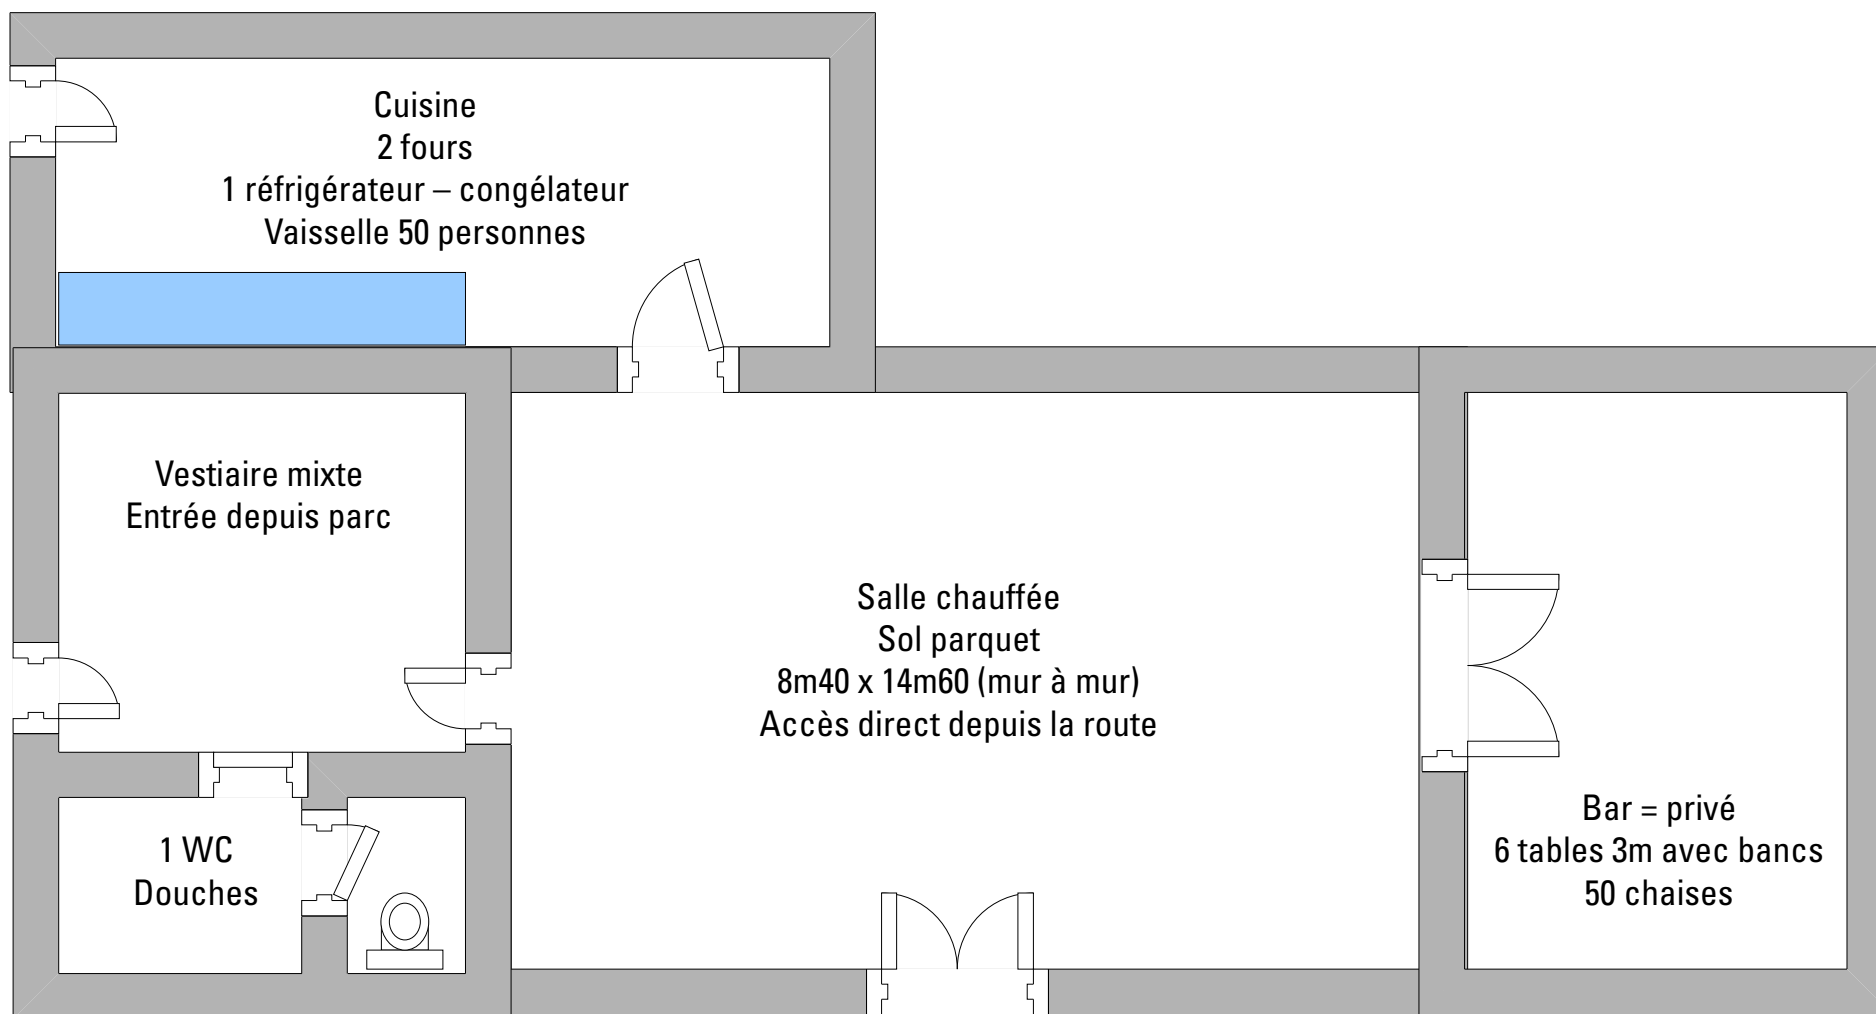 Cuisine
2 fours
1 réfrigérateur – congélateur
Vaisselle 50 personnes
Vestiaire mixte
Entrée depuis parc
Salle chauffée
Sol parquet
8m40 x 14m60 (mur à mur)
Accès direct depuis la route
Bar = privé
6 tables 3m avec bancs
50 chaises
1 WC
Douches